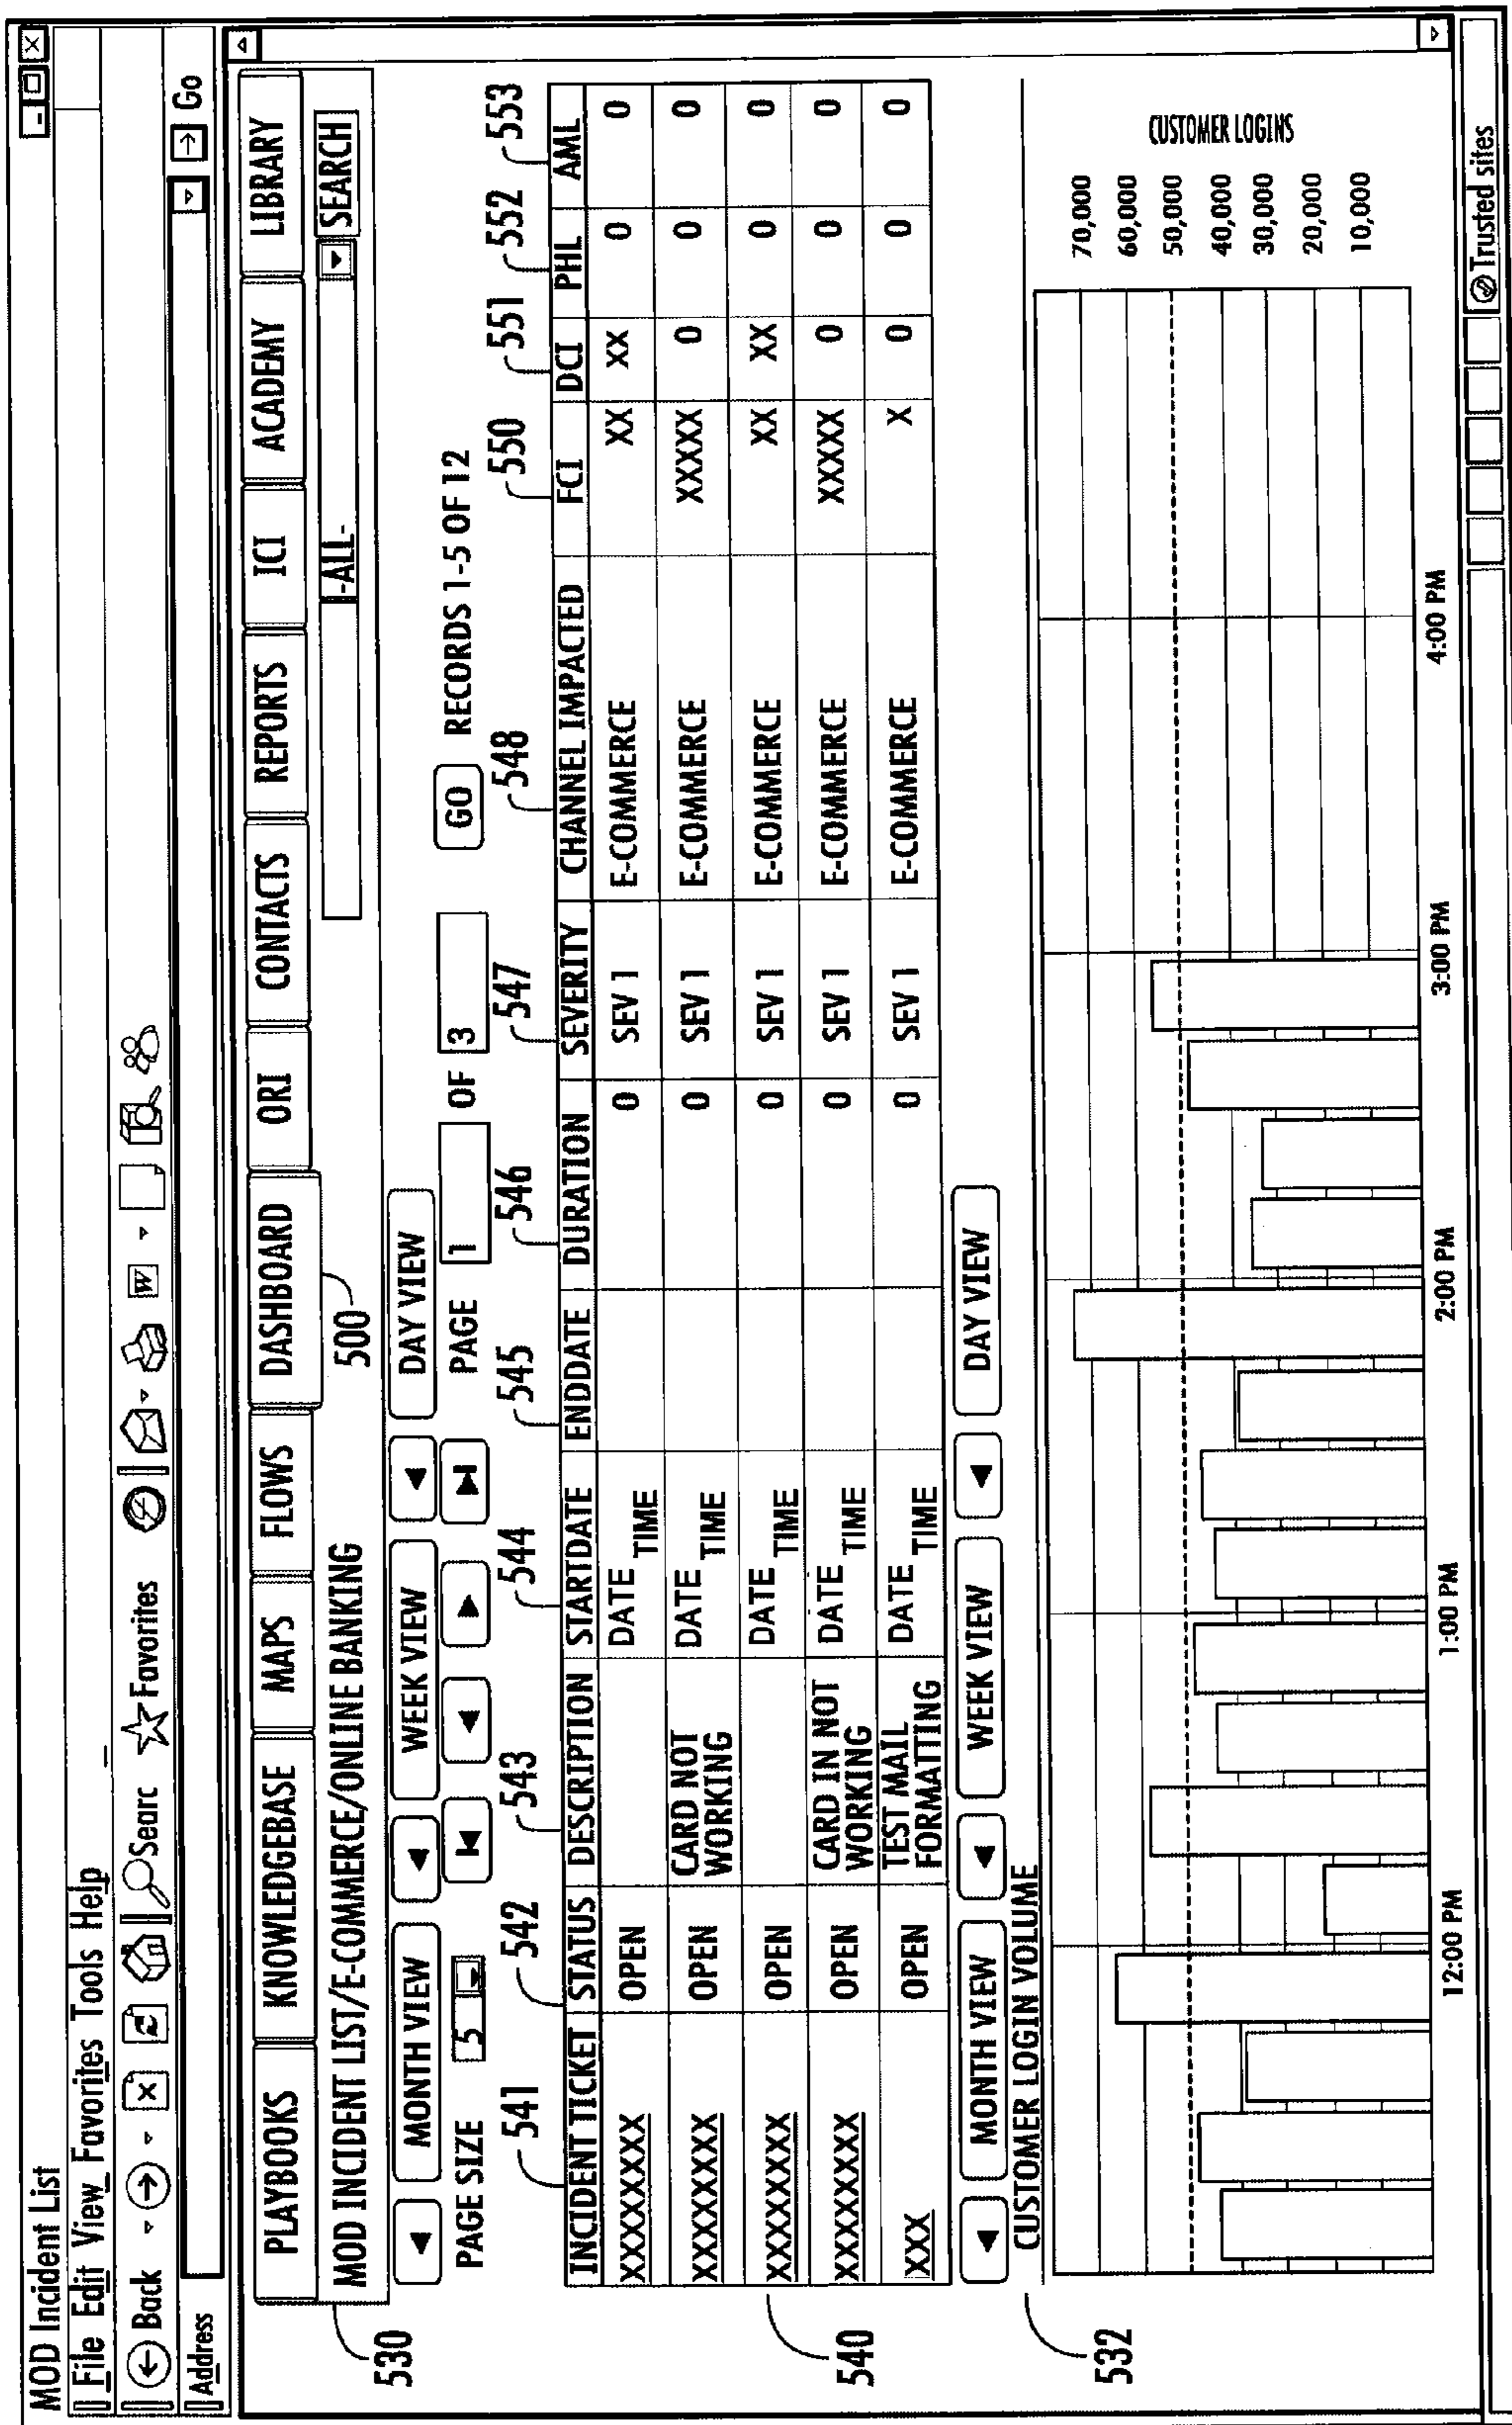 MOD Incident List
File Edit View Favorites Tools Help
Back Searc Favorites W
Address Go
PLAYBOOKS KNOWLEDGEBASE MAPS FLOWS DASHBOARD ORI CONTACTS REPORTS ICI ACADEMY LIBRARY
530 MOD INCIDENT LIST/E-COMMERCE/ONLINE BANKING 500 -ALL- SEARCH
MONTH VIEW WEEK VIEW DAY VIEW
PAGE SIZE 5 PAGE 1 OF 3 GO RECORDS 1-5 OF 12
541 542 543 544 545 546 547 548 550 551 552 553
INCIDENT TICKET STATUS DESCRIPTION STARTDATE ENDDATE DURATION SEVERITY CHANNEL IMPACTED FCI DCI PHL AML
XXXXXXXX OPEN DATE TIME 0 SEV 1 E-COMMERCE XX XX 0 0
XXXXXXXX OPEN CARD NOT WORKING DATE TIME 0 SEV 1 E-COMMERCE XXXXX 0 0 0
540 XXXXXXXX OPEN DATE TIME 0 SEV 1 E-COMMERCE XX XX 0 0
XXXXXXXX OPEN CARD IN NOT WORKING DATE TIME 0 SEV 1 E-COMMERCE XXXXX 0 0 0
XXX OPEN TEST MAIL FORMATTING DATE TIME 0 SEV 1 E-COMMERCE X 0 0 0
MONTH VIEW WEEK VIEW DAY VIEW
532 CUSTOMER LOGIN VOLUME
70,000
60,000
50,000
40,000
30,000
20,000
10,000
CUSTOMER LOGINS
12:00 PM 1:00 PM 2:00 PM 3:00 PM 4:00 PM
Trusted sites